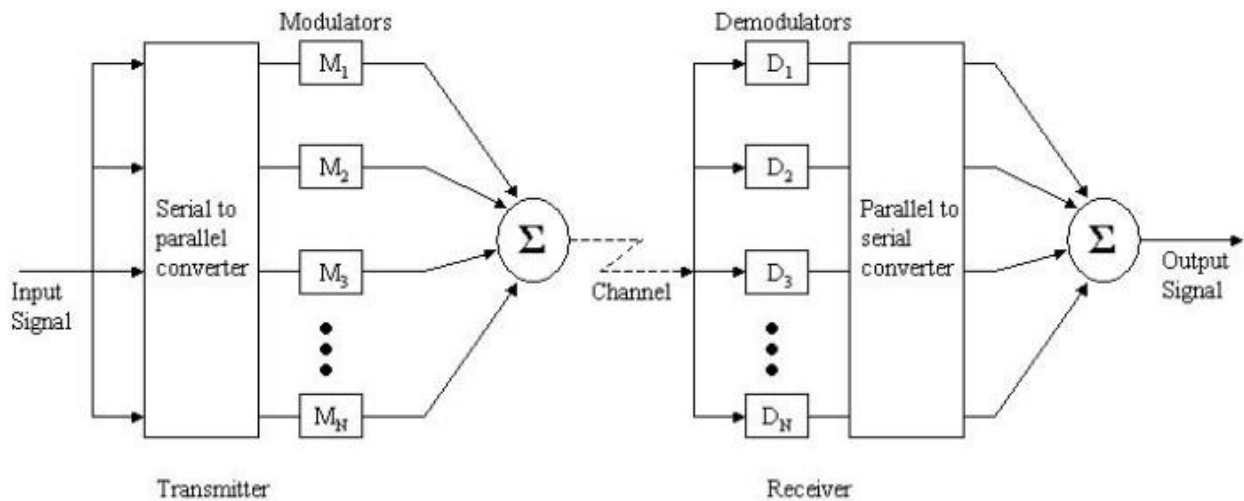 Modulators
Demodulators
M1
M2
M3
MN
Serial to
parallel
converter
Input
Signal
Σ
Channel
D1
D2
D3
DN
Parallel to
serial
converter
Σ
Output
Signal
Transmitter
Receiver